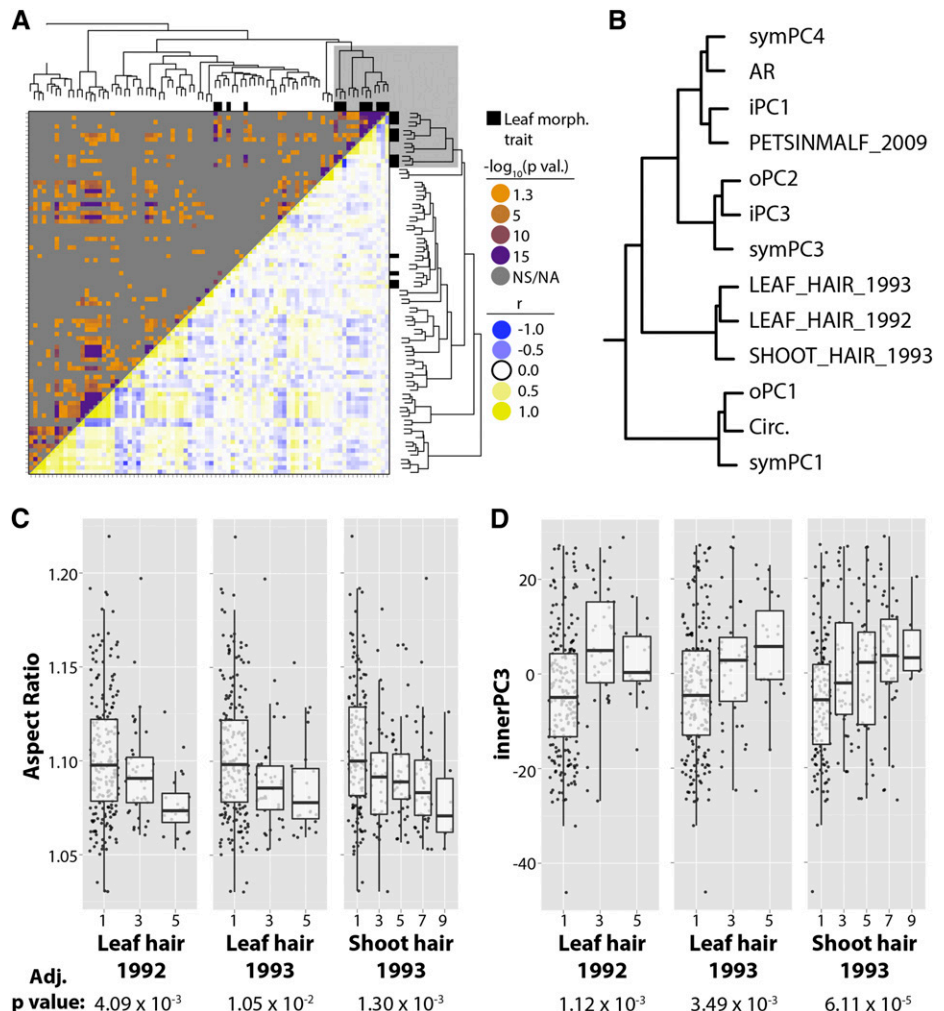 A
Leaf morph.
trait
-log10(p val.)
1.3
5
10
15
NS/NA
r
-1.0
-0.5
0.0
0.5
1.0
B
symPC4
AR
iPC1
PETSINMALF_2009
oPC2
iPC3
symPC3
LEAF_HAIR_1993
LEAF_HAIR_1992
SHOOT_HAIR_1993
oPC1
Circ.
symPC1
C
Aspect Ratio
1.20
1.15
1.10
1.05
1 3 5
1 3 5
1 3 5 7 9
Leaf hair 1992
Leaf hair 1993
Shoot hair 1993
Adj.
p value: 4.09 x 10-3 1.05 x 10-2 1.30 x 10-3
D
innerPC3
20
0
-20
-40
1 3 5
1 3 5
1 3 5 7 9
Leaf hair 1992
Leaf hair 1993
Shoot hair 1993
1.12 x 10-3 3.49 x 10-3 6.11 x 10-5